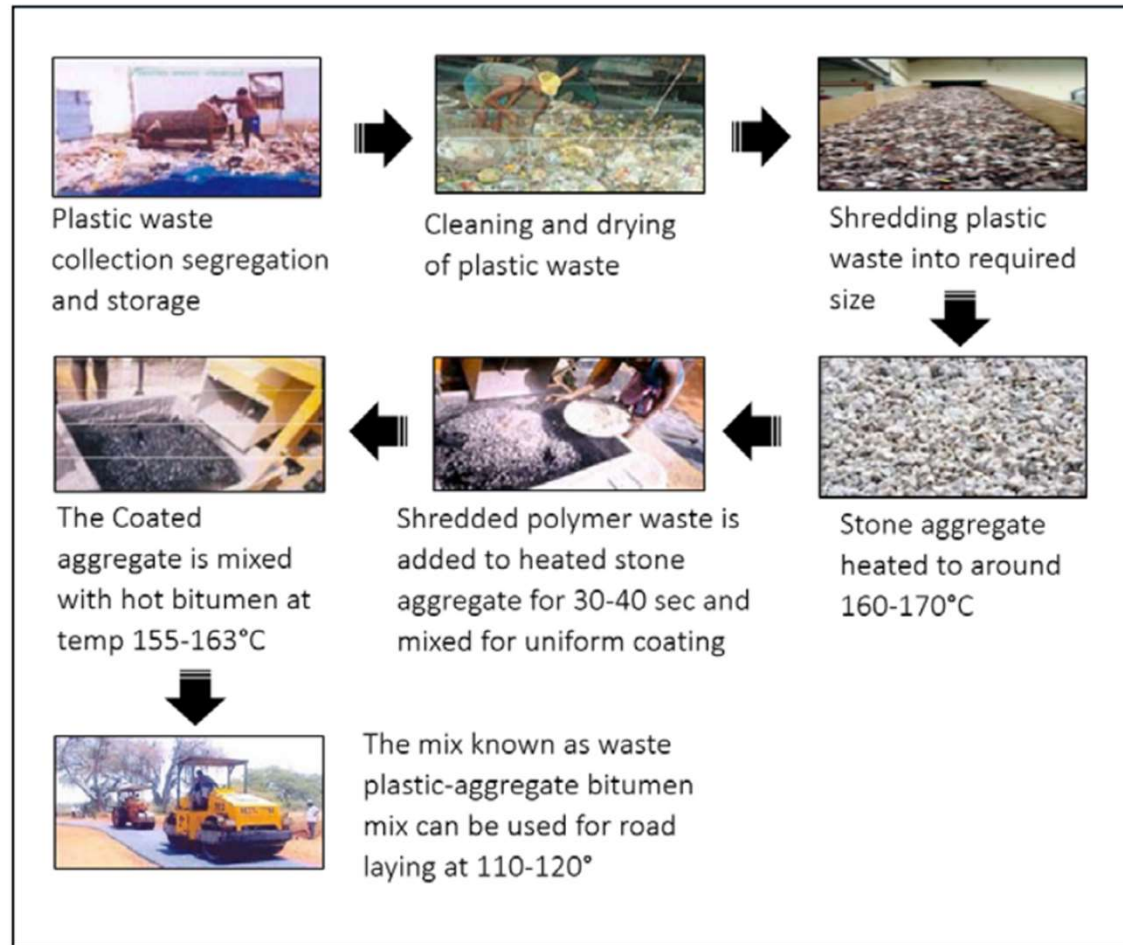 Plastic waste
collection segregation
and storage
Cleaning and drying
of plastic waste
Shredding plastic
waste into required
size
Stone aggregate
heated to around
160-170°C
Shredded polymer waste is
added to heated stone
aggregate for 30-40 sec and
mixed for uniform coating
The Coated
aggregate is mixed
with hot bitumen at
temp 155-163°C
The mix known as waste
plastic-aggregate bitumen
mix can be used for road
laying at 110-120°